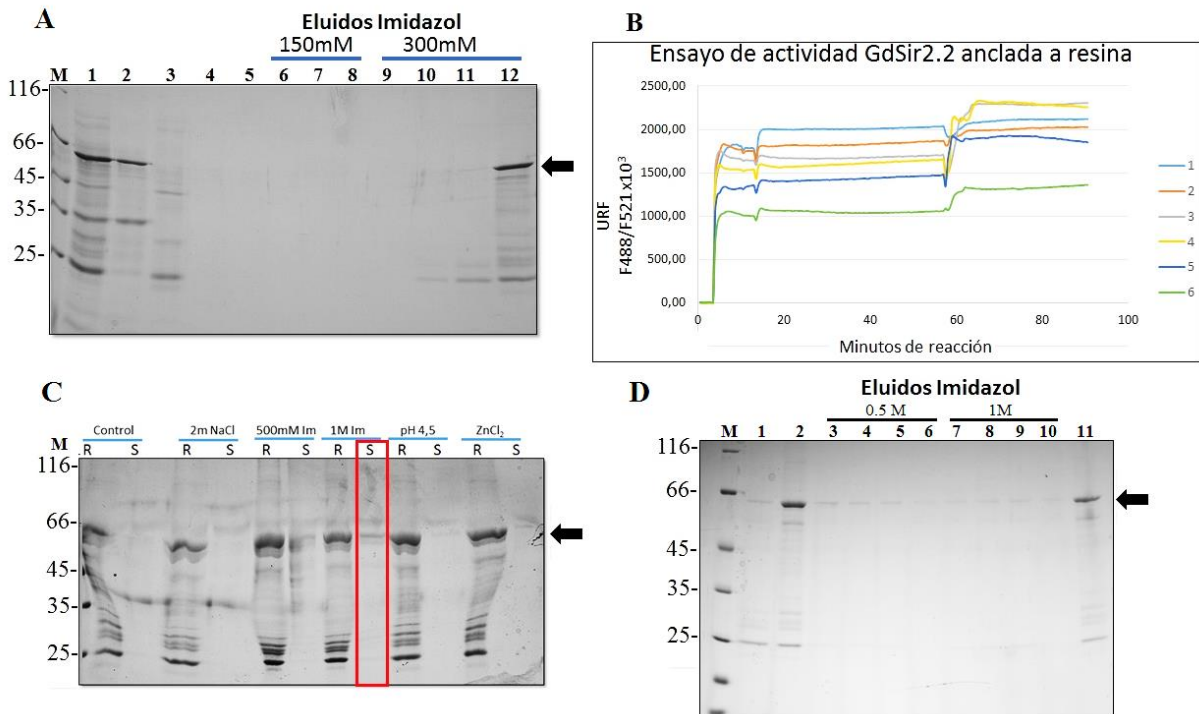 A
Eluidos Imidazol
150mM 300mM
M 1 2 3 4 5 6 7 8 9 10 11 12
116-
66-
45-
35-
25-
B
Ensayo de actividad GdSir2.2 anclada a resina
2500,00
2000,00
1500,00
1000,00
500,00
0,00
URF
F488/F521 x10³
0 20 40 60 80 100
Minutos de reacción
1
2
3
4
5
6
C
Control 2m NaCl 500mM Im 1M Im pH 4,5 ZnCl₂
M R S R S R S R S R S R S
116-
66-
45-
35-
25-
D
Eluidos Imidazol
0.5 M 1M
M 1 2 3 4 5 6 7 8 9 10 11
116-
66-
45-
35-
25-